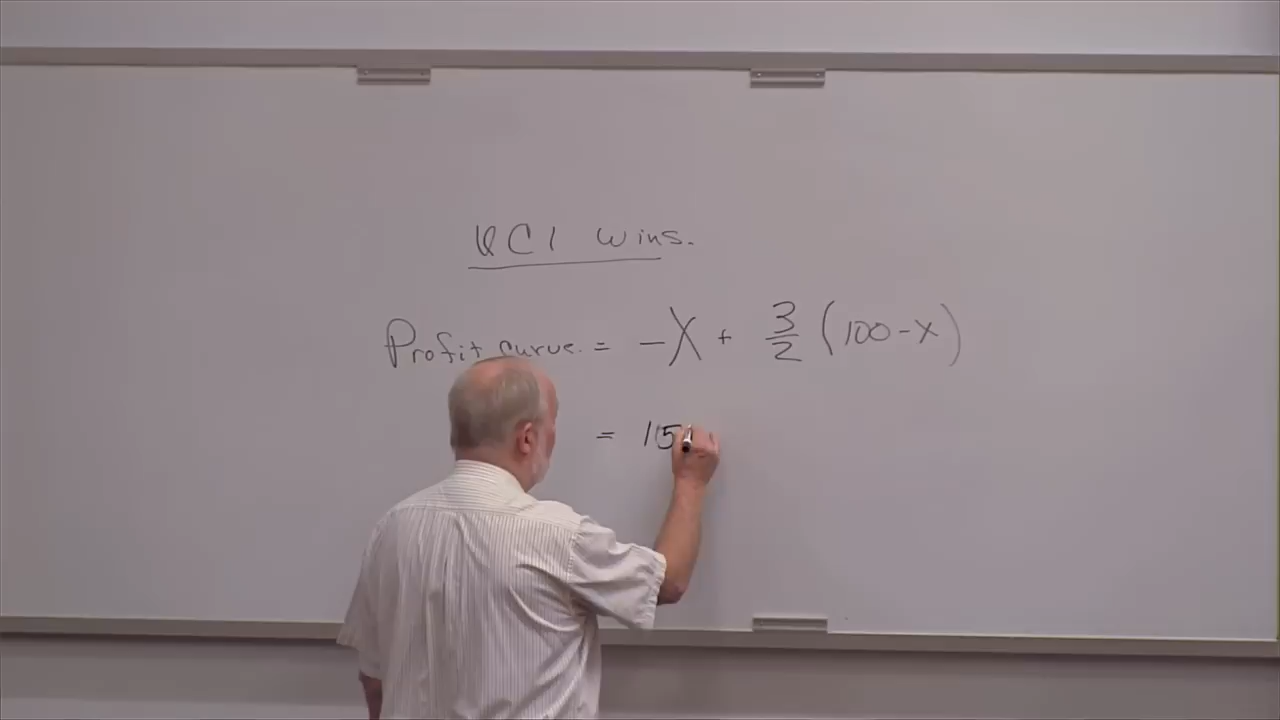 UCI wins.
Profit curve. = -X + 3/2 (100 - x)
= 15